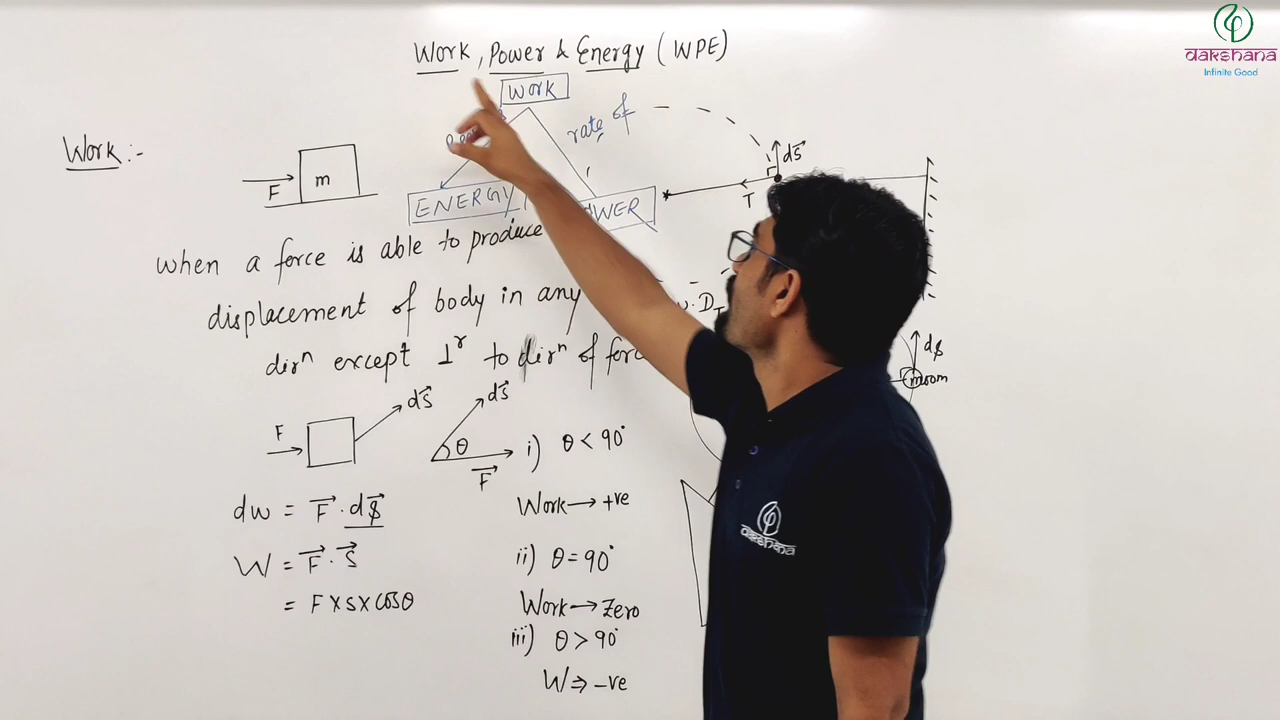 dakshana
Infinite Good
Work, Power & Energy (WPE)
Work
rate of
Work :-
F
m
ds
T
ENERGY
WER
when a force is able to produce
displacement of body in any
dirⁿ except ⊥ʳ to dirⁿ of forc
D_T
ds
room
F
ds
ds
θ
F
i) θ < 90°
dw = F . ds
Work → +ve
W = F . s
= F x s x cosθ
ii) θ = 90°
Work → Zero
iii) θ > 90°
W ⇒ -ve
dakshana